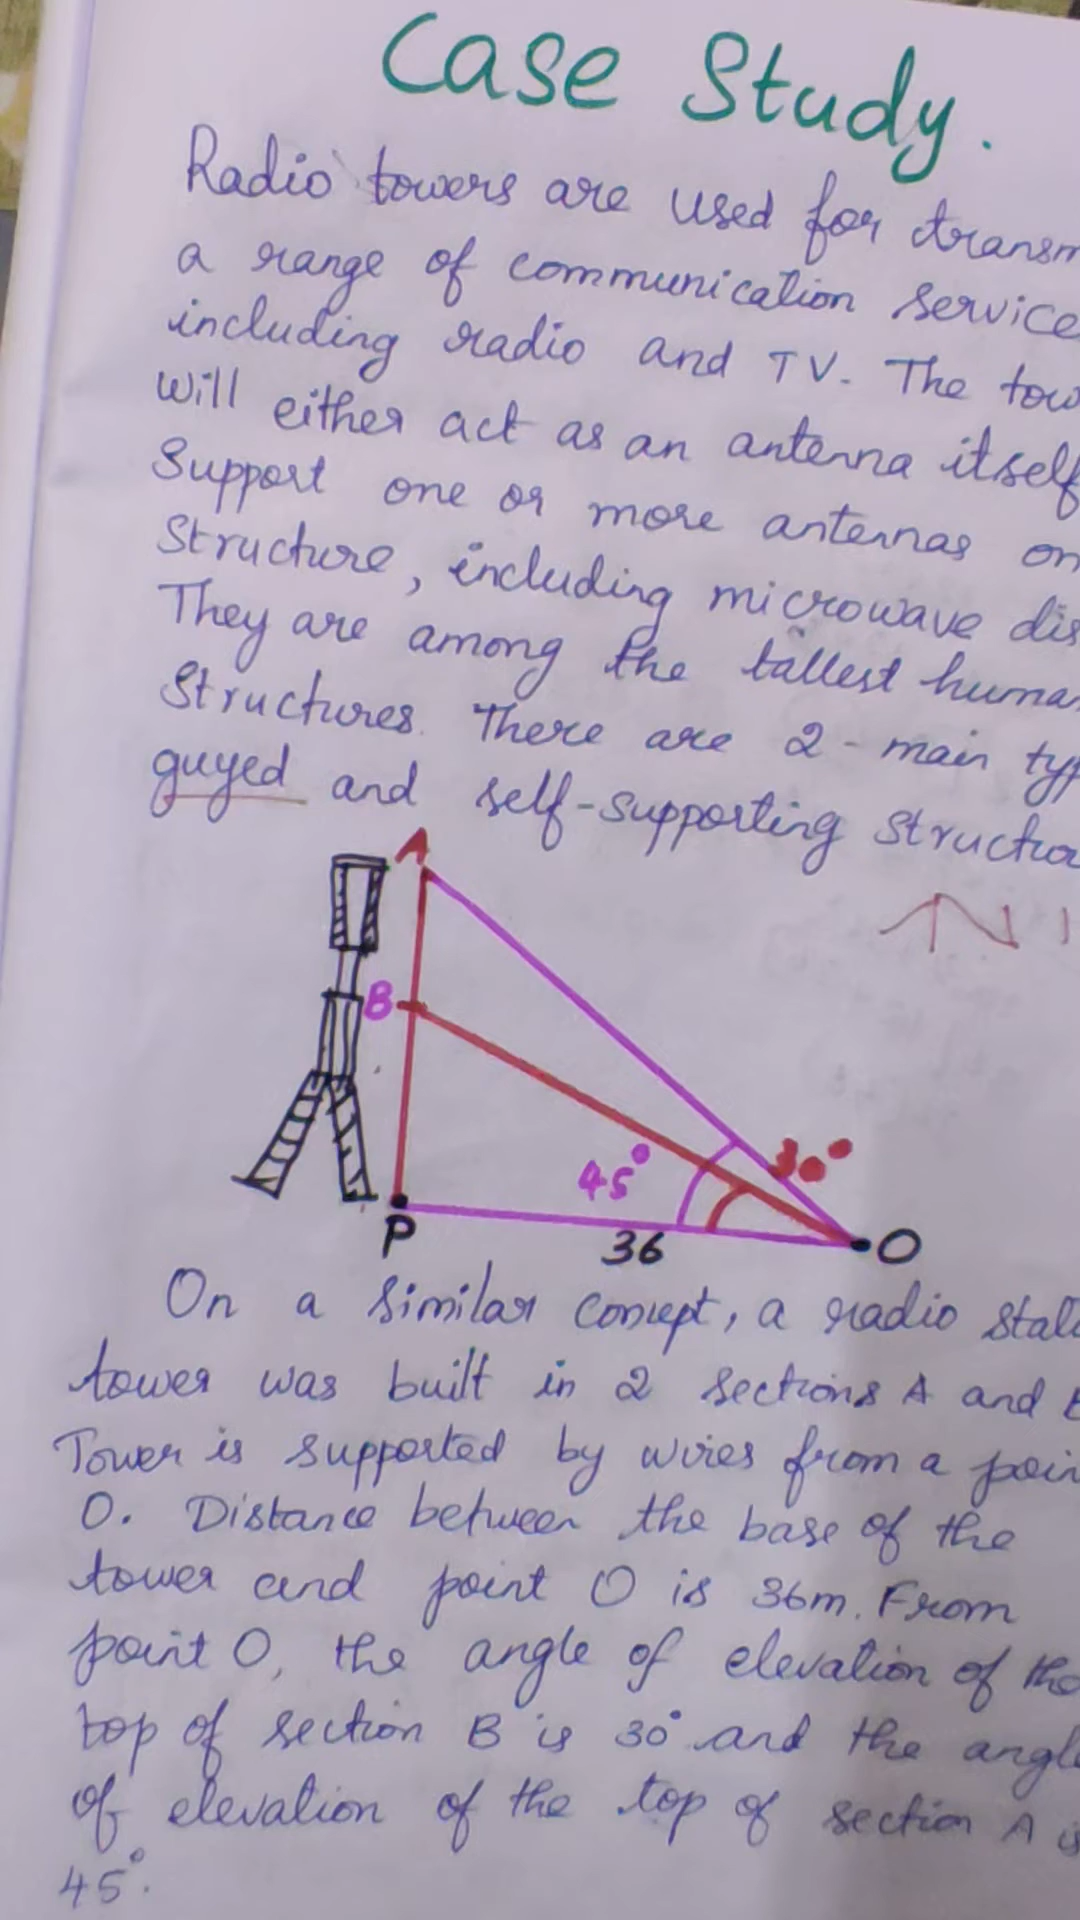 Case Study.
Radio towers are used for transm
a range of communication service
including radio and TV. The tow
will either act as an antenna itself
Support one or more antennas on
Structure, including microwave dis
They are among the tallest human
Structures. There are 2-main typ
guyed and self-supporting Structur
A
B
45°
30°
P
36
O
On a similar concept, a radio stat
tower was built in 2 sections A and B
Tower is supported by wires from a poin
O. Distance between the base of the
tower and point O is 36m. From
point O, the angle of elevation of the
top of section B is 30° and the angle
of elevation of the top of section A is
45°.